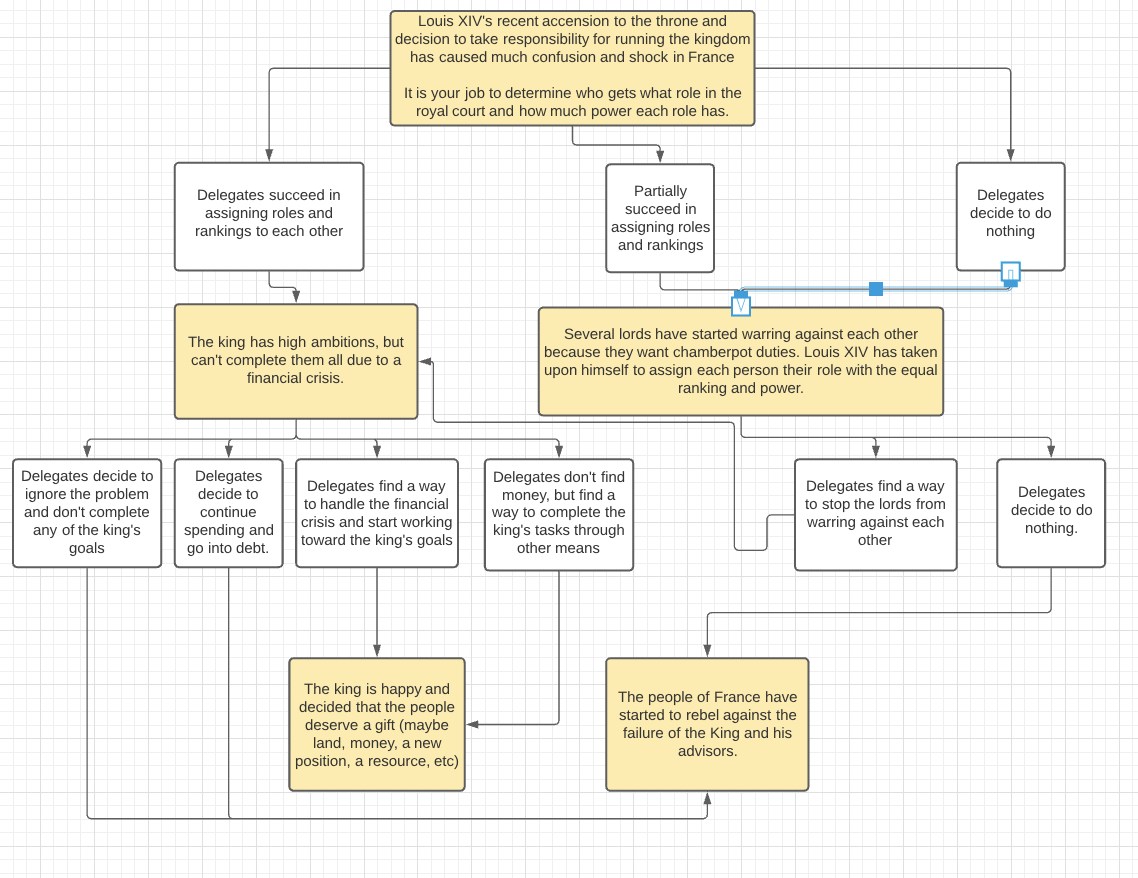 Louis XIV's recent accension to the throne and
decision to take responsibility for running the kingdom
has caused much confusion and shock in France
It is your job to determine who gets what role in the
royal court and how much power each role has.
Delegates succeed in
assigning roles and
rankings to each other
Partially
succeed in
assigning roles
and rankings
Delegates
decide to do
nothing
The king has high ambitions, but
can't complete them all due to a
financial crisis.
Several lords have started warring against each other
because they want chamberpot duties. Louis XIV has taken
upon himself to assign each person their role with the equal
ranking and power.
Delegates decide to
ignore the problem
and don't complete
any of the king's
goals
Delegates
decide to
continue
spending and
go into debt.
Delegates find a way
to handle the financial
crisis and start working
toward the king's goals
Delegates don't find
money, but find a
way to complete the
king's tasks through
other means
Delegates find a way
to stop the lords from
warring against each
other
Delegates
decide to do
nothing.
The king is happy and
decided that the people
deserve a gift (maybe
land, money, a new
position, a resource, etc)
The people of France have
started to rebel against the
failure of the King and his
advisors.